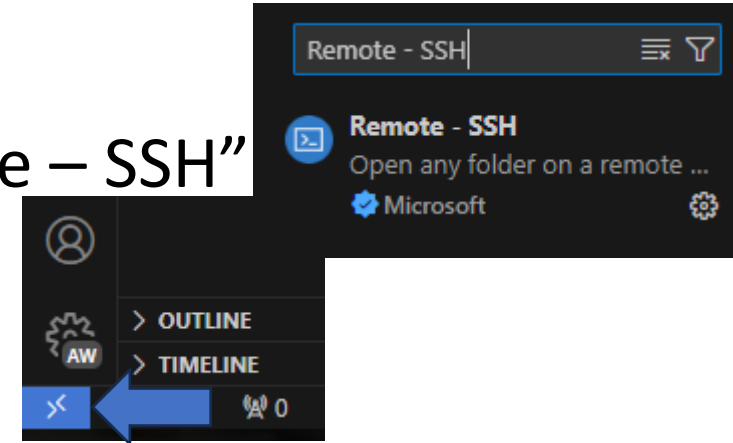 Remote - SSH
Remote - SSH
Open any folder on a remote ...
Microsoft
e – SSH”
OUTLINE
TIMELINE
AW
0